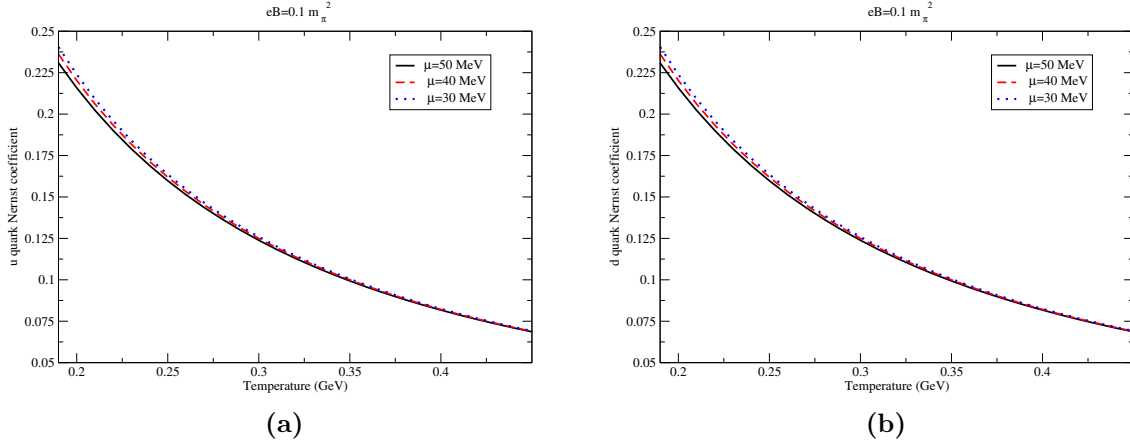 eB=0.1 m_π^2
0.25
0.225
0.2
0.175
0.15
0.125
0.1
0.075
0.05
u quark Nernst coefficient
μ=50 MeV
μ=40 MeV
μ=30 MeV
0.2 0.25 0.3 0.35 0.4
Temperature (GeV)
(a)
eB=0.1 m_π^2
0.25
0.225
0.2
0.175
0.15
0.125
0.1
0.075
0.05
d quark Nernst coefficient
μ=50 MeV
μ=40 MeV
μ=30 MeV
0.2 0.25 0.3 0.35 0.4
Temperature (GeV)
(b)